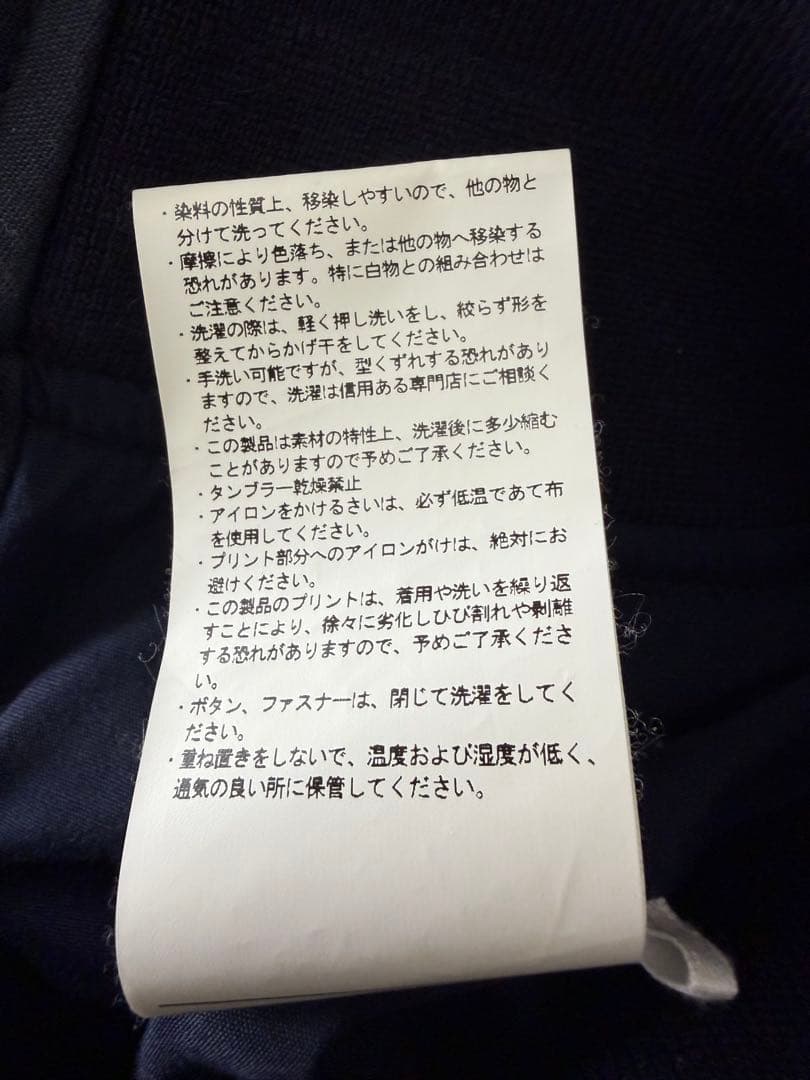 ・染料の性質上、移染しやすいので、他の物と
分けて洗ってください。
・摩擦により色落ち、または他の物へ移染する
恐れがあります。特に白物との組み合わせは
ご注意ください。
・洗濯の際は、軽く押し洗いをし、絞らず形を
整えてからかげ干をしてください。
・手洗い可能ですが、型くずれする恐れがあり
ますので、洗濯は信用ある専門店にご相談く
ださい。
・この製品は素材の特性上、洗濯後に多少縮む
ことがありますので予めご了承ください。
・タンブラー乾燥禁止
・アイロンをかけるさいは、必ず低温であて布
を使用してください。
・プリント部分へのアイロンがけは、絶対にお
避けください。
・この製品のプリントは、着用や洗いを繰り返
すことにより、徐々に劣化しひび割れや剥離
する恐れがありますので、予めご了承くださ
い。
・ボタン、ファスナーは、閉じて洗濯をしてく
ださい。
・重ね置きをしないで、温度および湿度が低く、
通気の良い所に保管してください。